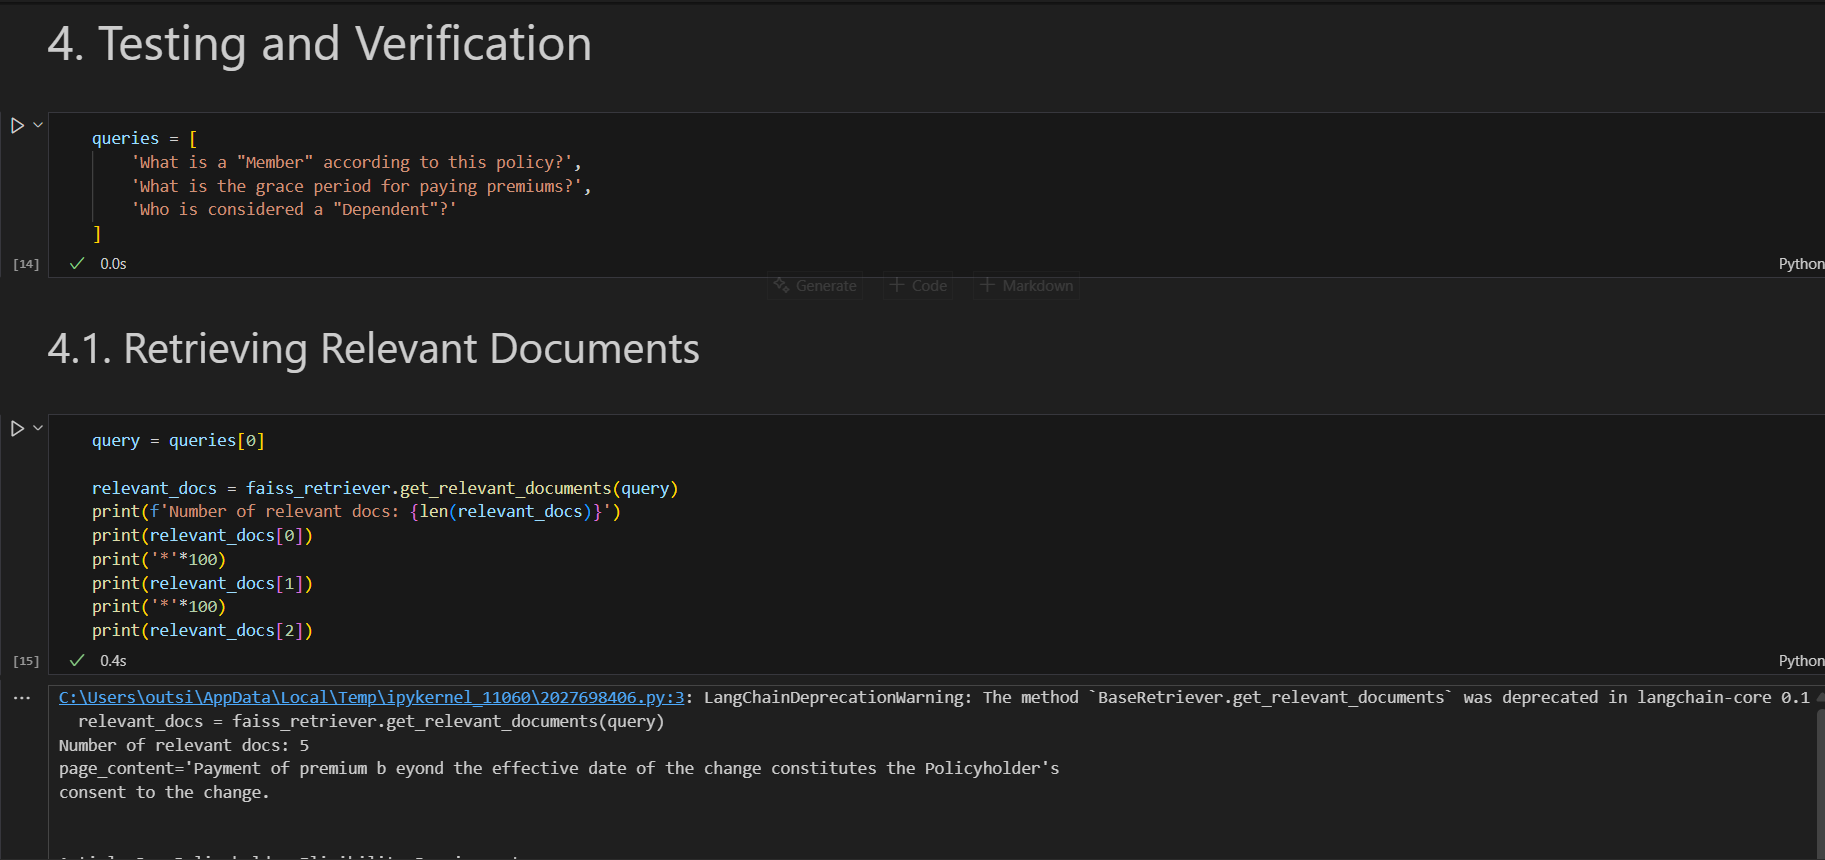 4. Testing and Verification
queries = [
'What is a "Member" according to this policy?',
'What is the grace period for paying premiums?',
'Who is considered a "Dependent"?'
]
[14]
0.0s
Python
Generate
Code
Markdown
4.1. Retrieving Relevant Documents
query = queries[0]
relevant_docs = faiss_retriever.get_relevant_documents(query)
print(f'Number of relevant docs: {len(relevant_docs)}')
print(relevant_docs[0])
print('*'*100)
print(relevant_docs[1])
print('*'*100)
print(relevant_docs[2])
[15]
0.4s
Python
C:\Users\outsi\AppData\Local\Temp\ipykernel_11060\2027698406.py:3: LangChainDeprecationWarning: The method `BaseRetriever.get_relevant_documents` was deprecated in langchain-core 0.1
relevant_docs = faiss_retriever.get_relevant_documents(query)
Number of relevant docs: 5
page_content='Payment of premium b eyond the effective date of the change constitutes the Policyholder's
consent to the change.